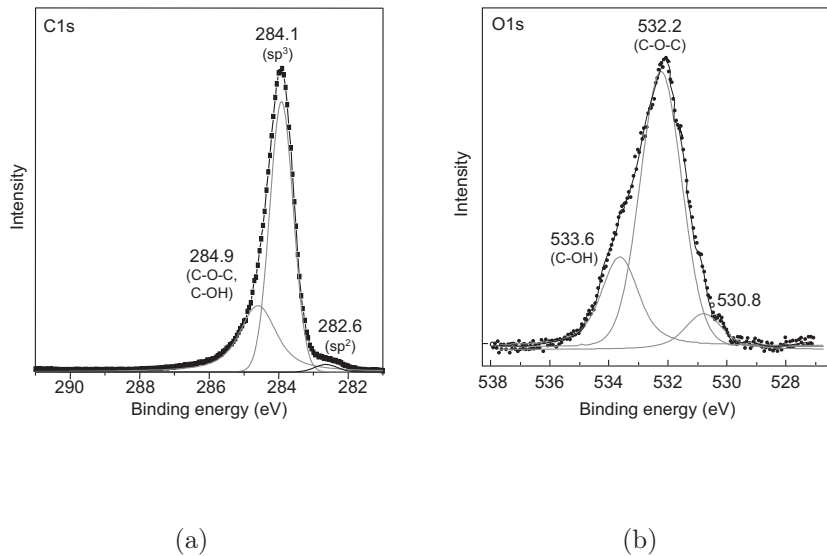 C1s
284.1
(sp³)
284.9
(C-O-C,
C-OH)
282.6
(sp²)
Intensity
290 288 286 284 282
Binding energy (eV)
(a)
O1s
532.2
(C-O-C)
533.6
(C-OH)
530.8
Intensity
538 536 534 532 530 528
Binding energy (eV)
(b)